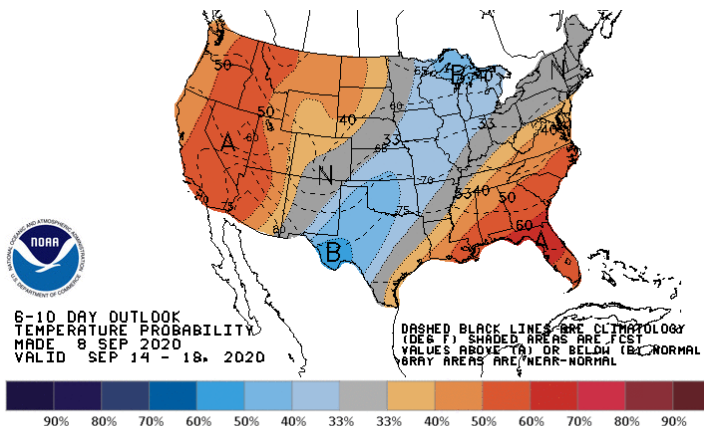 50
50
A
60
70
75
80
N
40
33
65
70
75
B
65
60
B
40
33
N
40
33
40
50
60
A
NATIONAL OCEANIC AND ATMOSPHERIC ADMINISTRATION
NOAA
U.S. DEPARTMENT OF COMMERCE
6-10 DAY OUTLOOK
TEMPERATURE PROBABILITY
MADE 8 SEP 2020
VALID SEP 14 - 18, 2020
DASHED BLACK LINES ARE CLIMATOLOGY
(DEG F) SHADED AREAS ARE FCST
VALUES ABOVE (A) OR BELOW (B) NORMAL
GRAY AREAS ARE NEAR-NORMAL
90% 80% 70% 60% 50% 40% 33% 33% 40% 50% 60% 70% 80% 90%